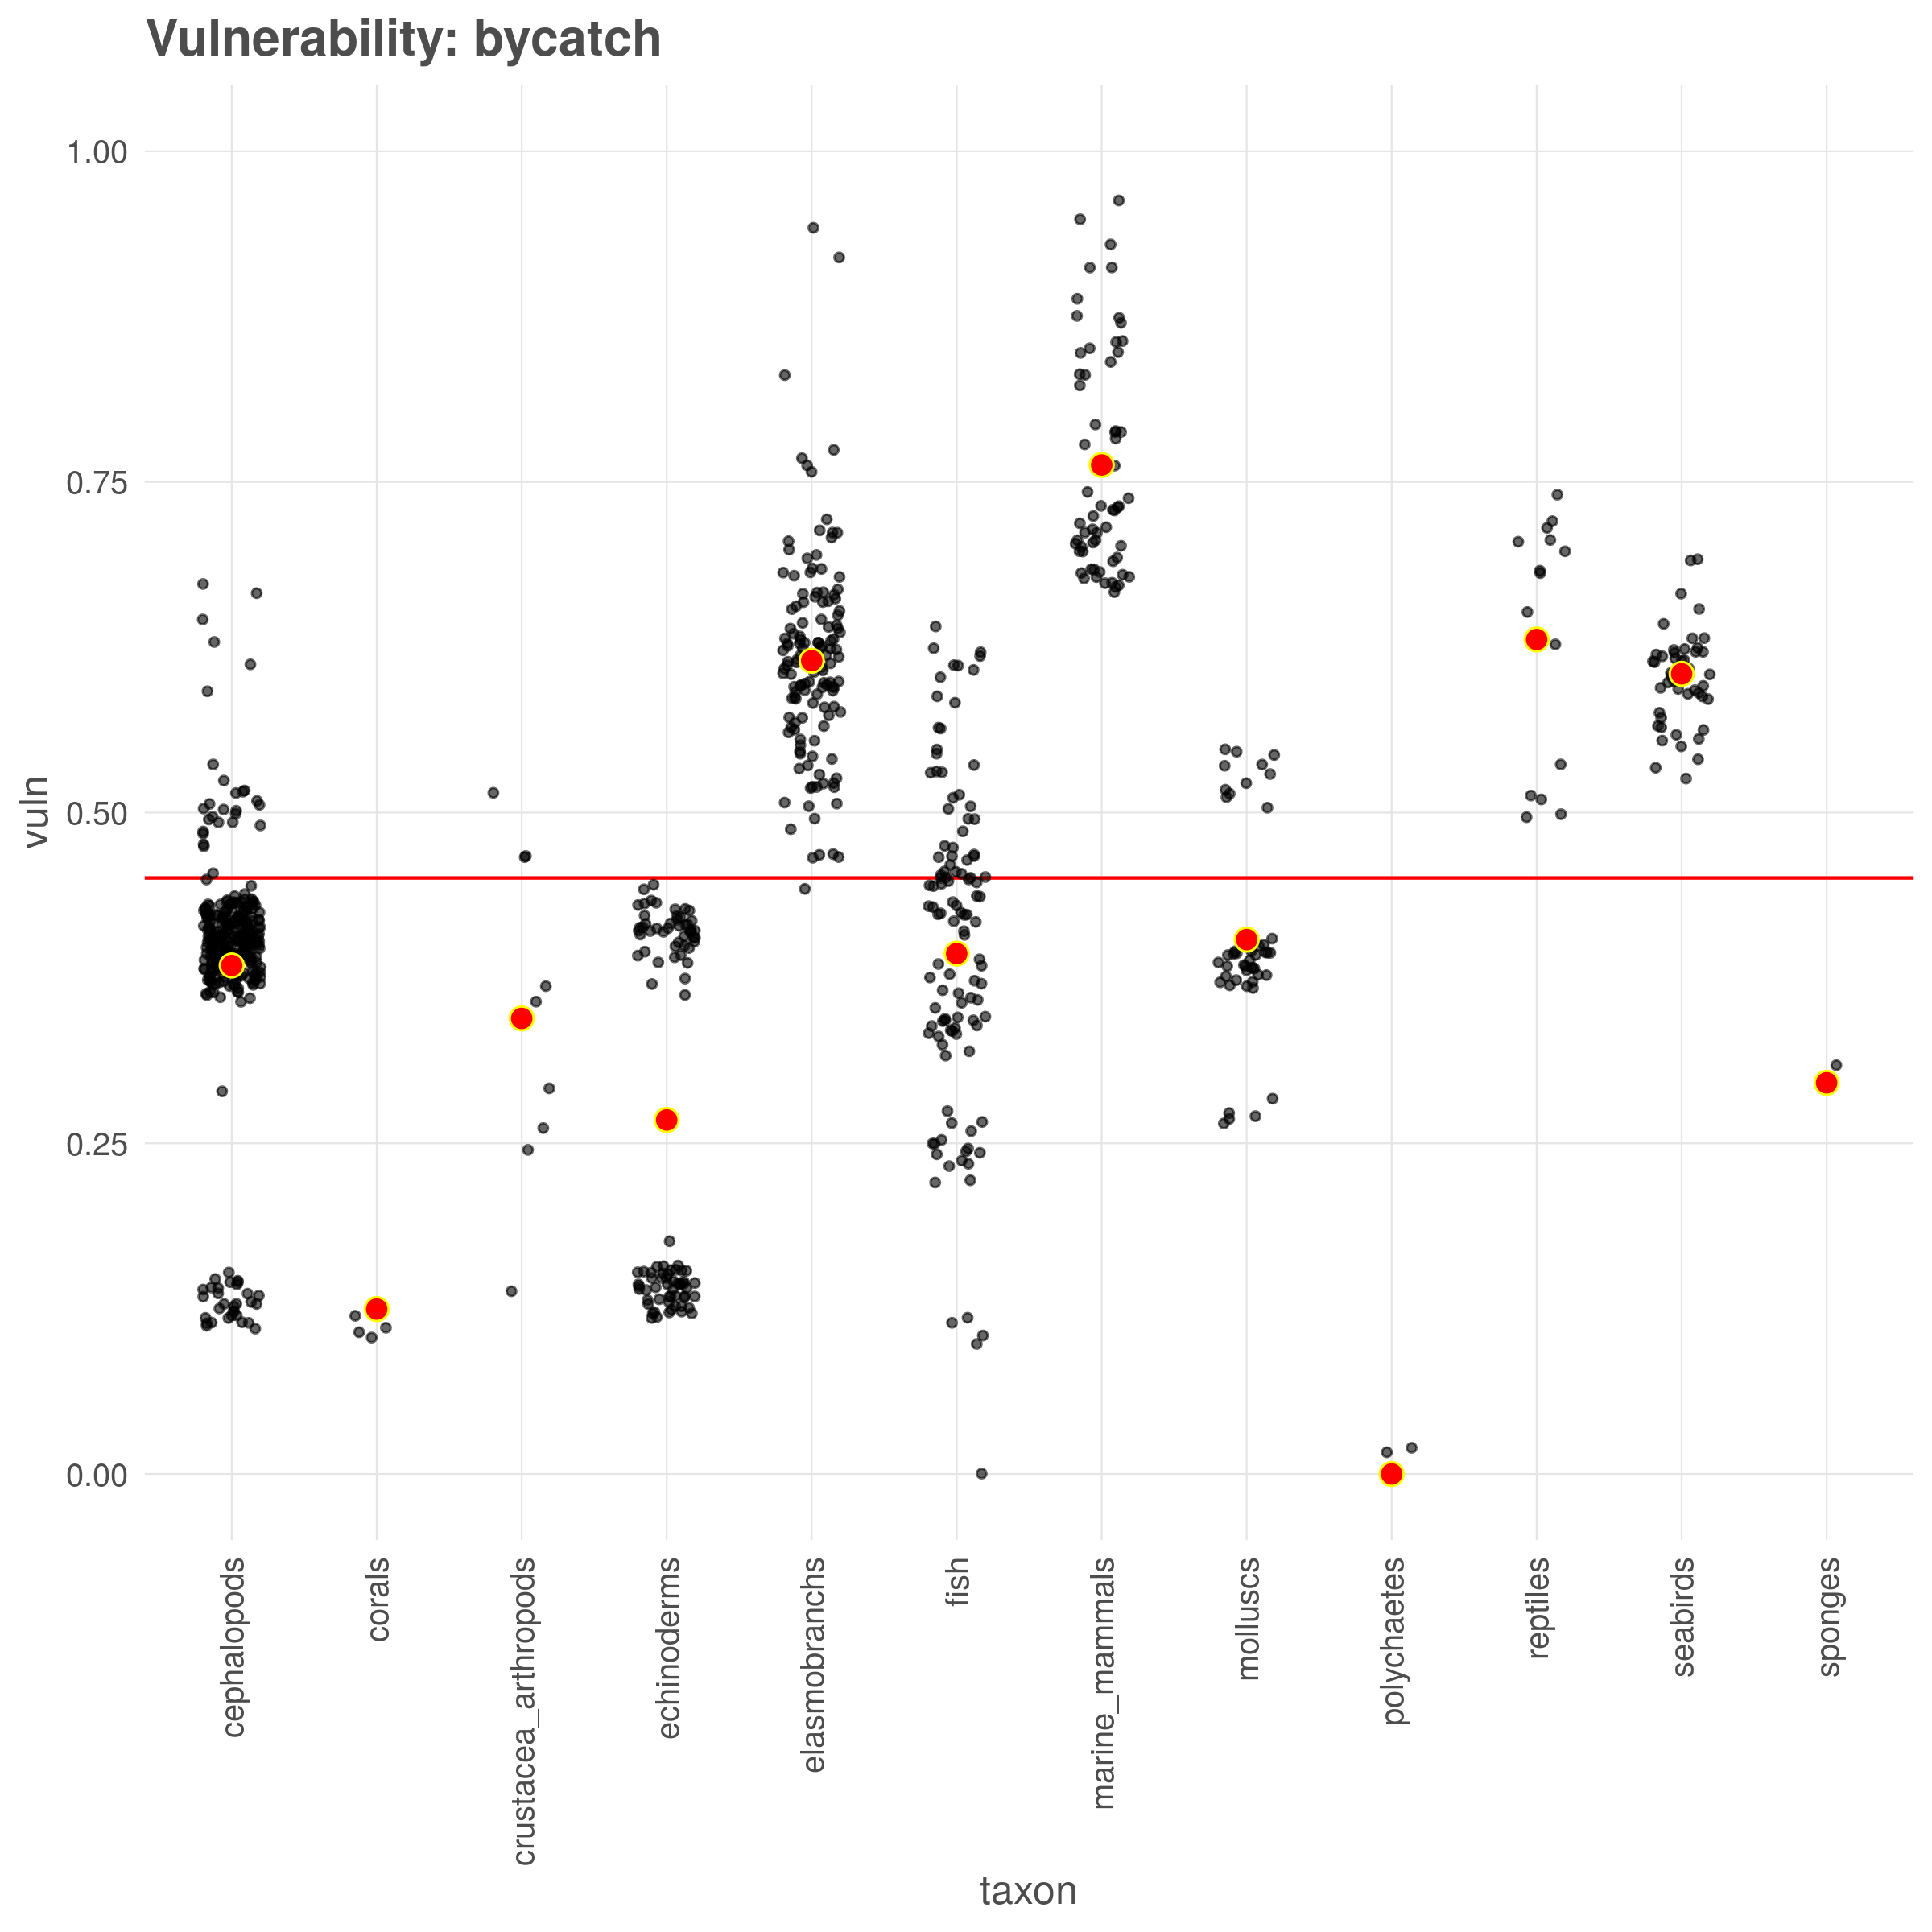 Vulnerability: bycatch
vuln
1.00
0.75
0.50
0.25
0.00
cephalopods
corals
crustacea_arthropods
echinoderms
elasmobranchs
fish
marine_mammals
molluscs
polychaetes
reptiles
seabirds
sponges
taxon